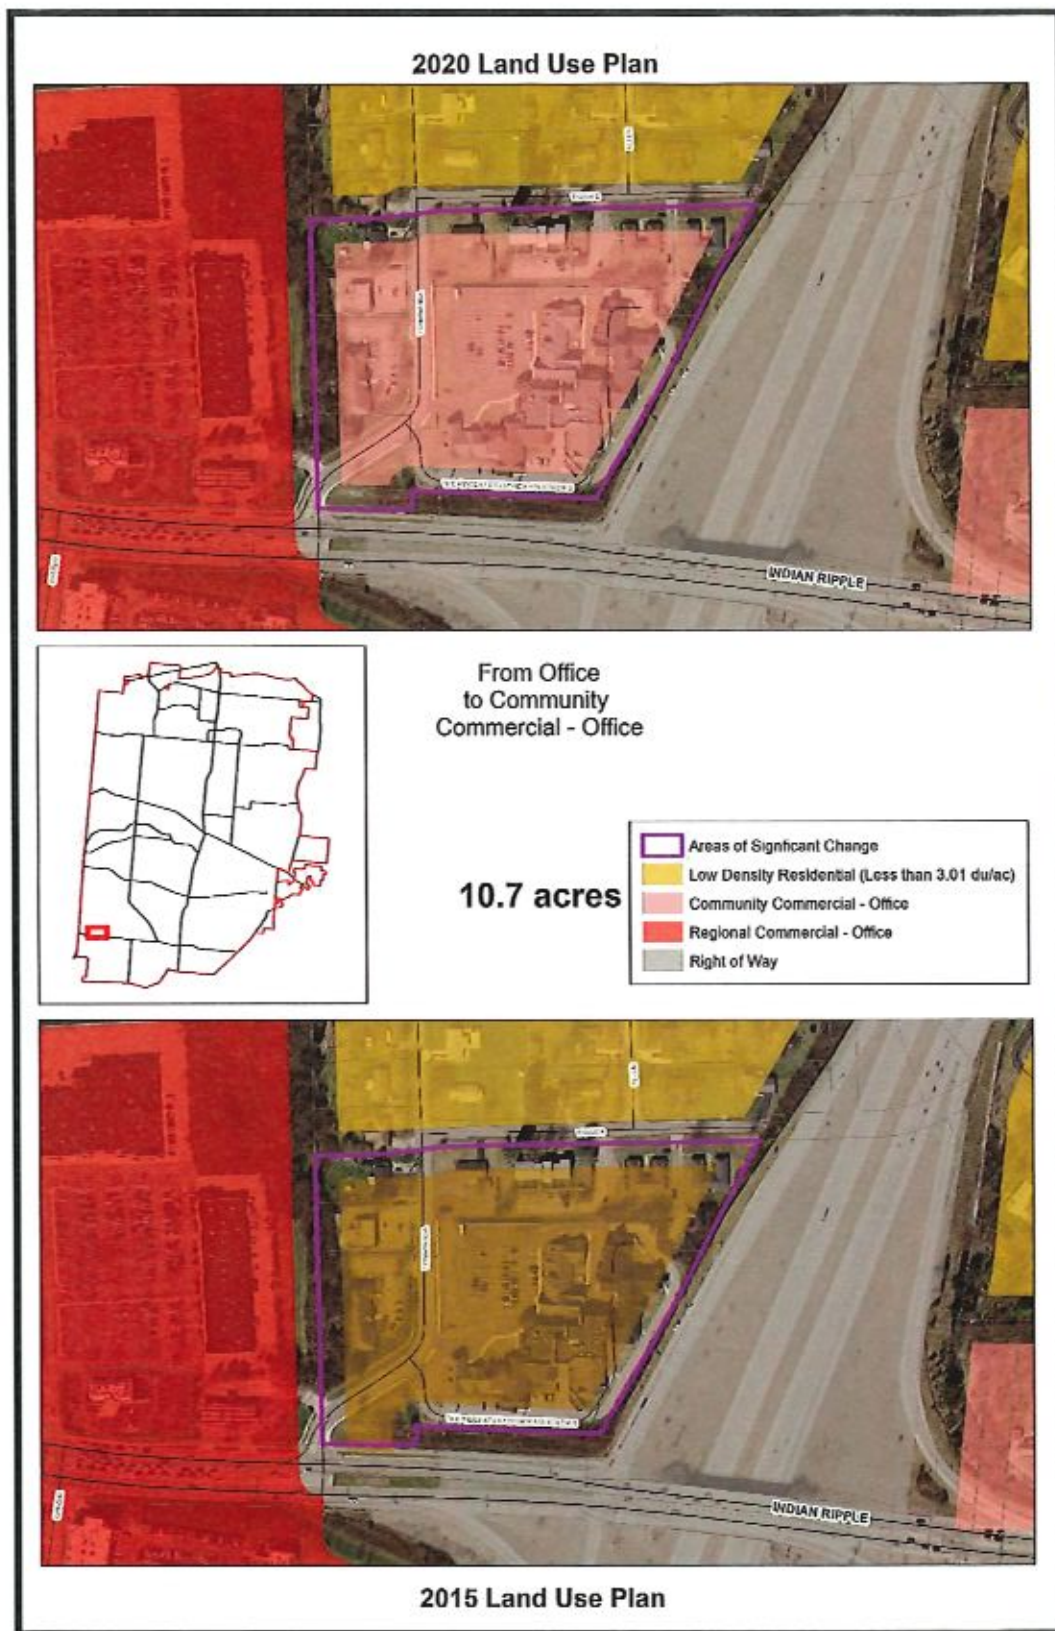 2020 Land Use Plan
INDIAN RIPPLE
From Office
to Community
Commercial - Office
10.7 acres
Areas of Signficant Change
Low Density Residential (Less than 3.01 du/ac)
Community Commercial - Office
Regional Commercial - Office
Right of Way
INDIAN RIPPLE
2015 Land Use Plan